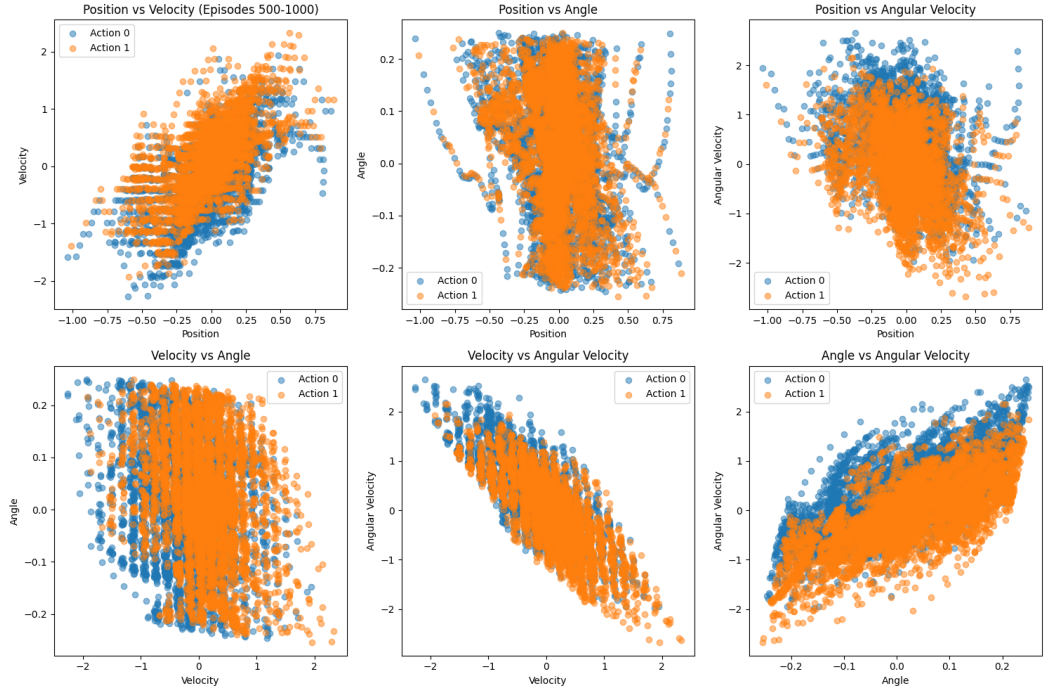 Position vs Velocity (Episodes 500-1000)
Action 0
Action 1
Velocity
2
1
0
−1
−2
−1.00 −0.75 −0.50 −0.25 0.00 0.25 0.50 0.75
Position
Position vs Angle
Angle
0.2
0.1
0.0
−0.1
−0.2
Action 0
Action 1
−1.00 −0.75 −0.50 −0.25 0.00 0.25 0.50 0.75
Position
Position vs Angular Velocity
Angular Velocity
2
1
0
−1
−2
Action 0
Action 1
−1.00 −0.75 −0.50 −0.25 0.00 0.25 0.50 0.75
Position
Velocity vs Angle
Action 0
Action 1
Angle
0.2
0.1
0.0
−0.1
−0.2
−2 −1 0 1 2
Velocity
Velocity vs Angular Velocity
Action 0
Action 1
Angular Velocity
2
1
0
−1
−2
−2 −1 0 1 2
Velocity
Angle vs Angular Velocity
Action 0
Action 1
Angular Velocity
2
1
0
−1
−2
−0.2 −0.1 0.0 0.1 0.2
Angle